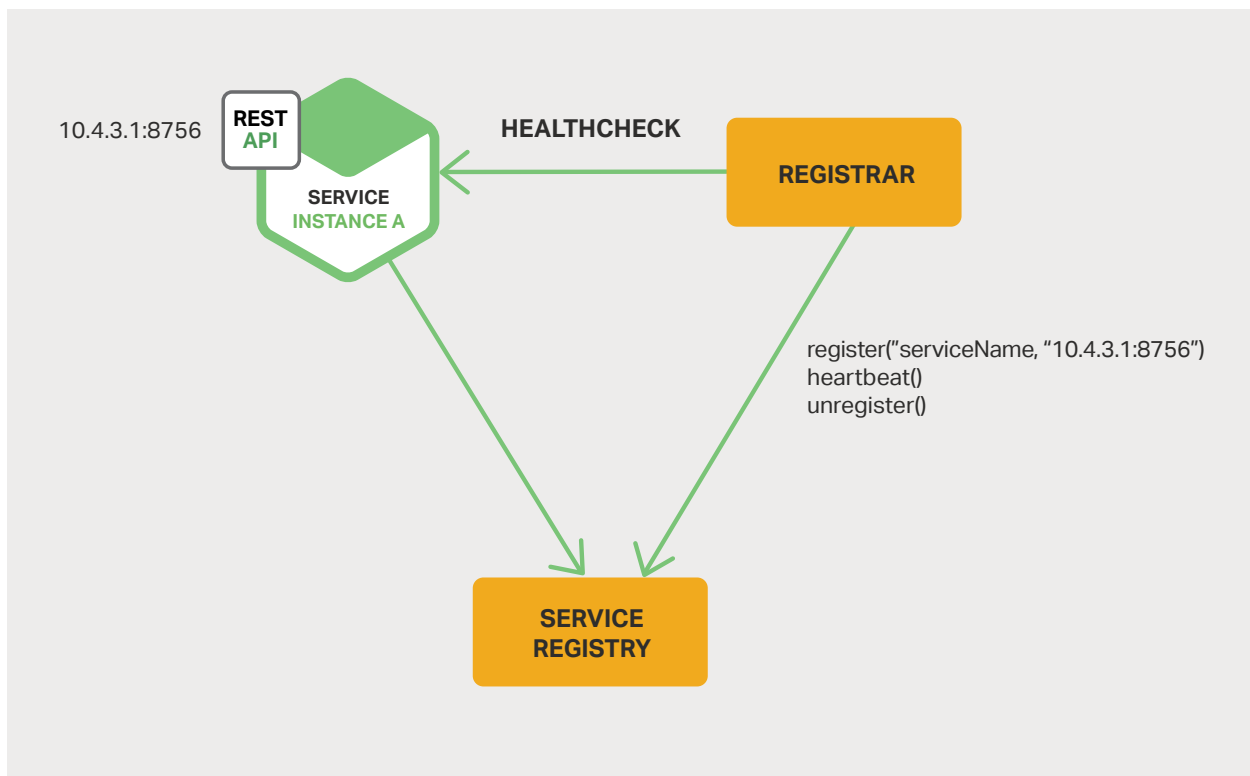 10.4.3.1:8756
REST
API
SERVICE
INSTANCE A
HEALTHCHECK
REGISTRAR
register(”serviceName, “10.4.3.1:8756”)
heartbeat()
unregister()
SERVICE
REGISTRY